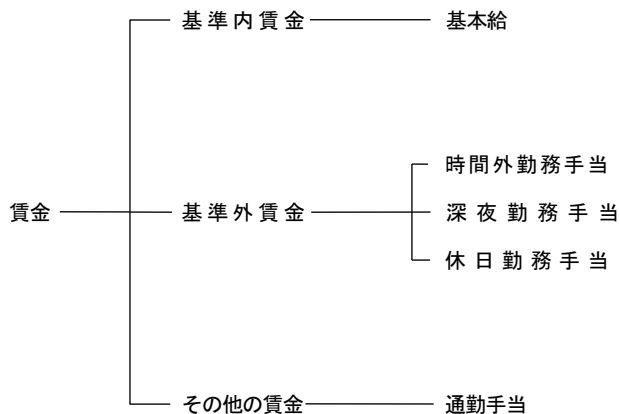 基準内賃金 基本給
時間外勤務手当
賃金 基準外賃金 深夜勤務手当
休日勤務手当
その他の賃金 通勤手当